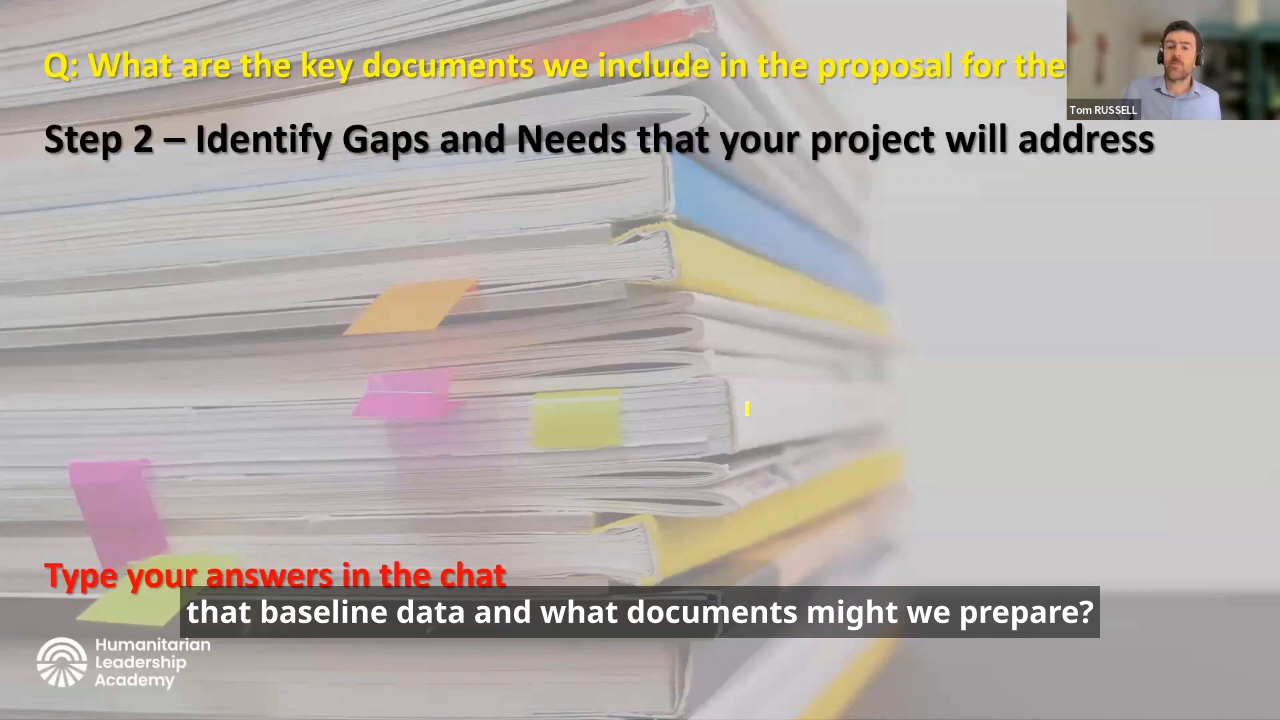 Q: What are the key documents we include in the proposal for the
Tom RUSSELL
Step 2 – Identify Gaps and Needs that your project will address
Type your answers in the chat
that baseline data and what documents might we prepare?
Humanitarian
Leadership
Academy